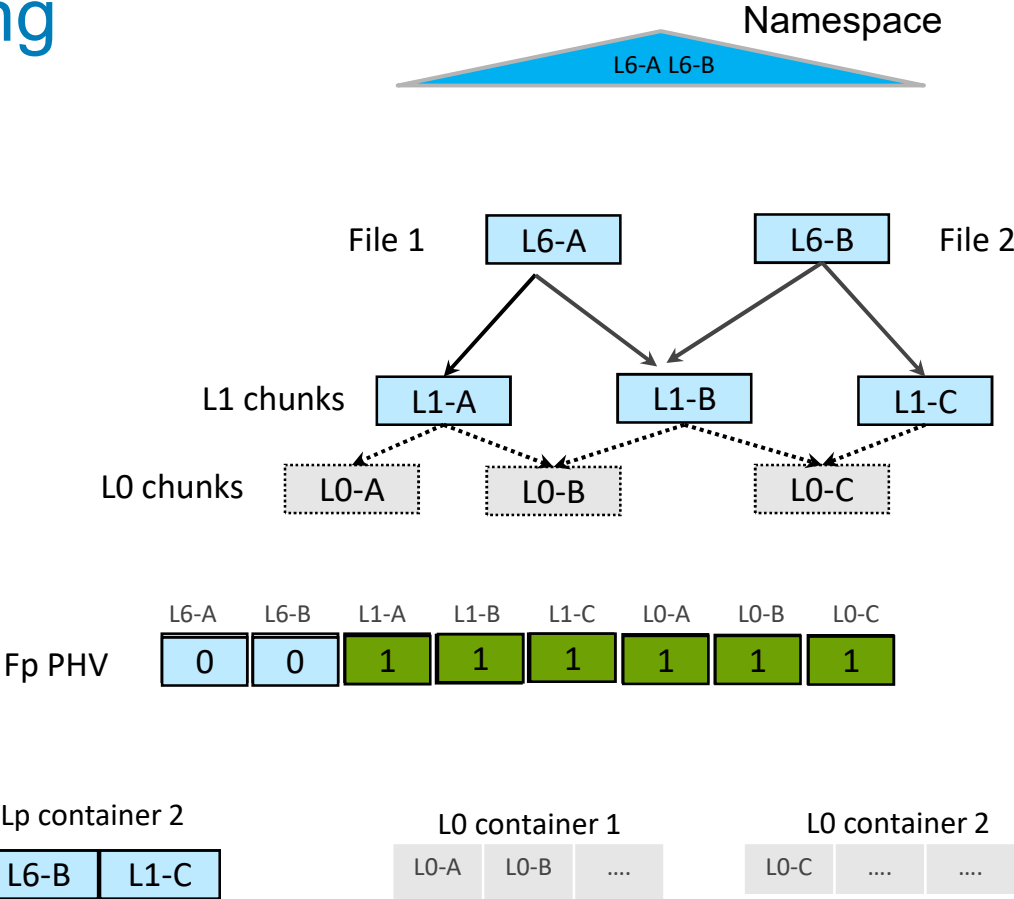 ng
Namespace
L6-A L6-B
File 1 L6-A L6-B File 2
L1 chunks L1-A L1-B L1-C
L0 chunks L0-A L0-B L0-C
L6-A L6-B L1-A L1-B L1-C L0-A L0-B L0-C
Fp PHV 0 0 1 1 1 1 1 1
Lp container 2 L0 container 1 L0 container 2
L6-B L1-C L0-A L0-B .... L0-C .... ....